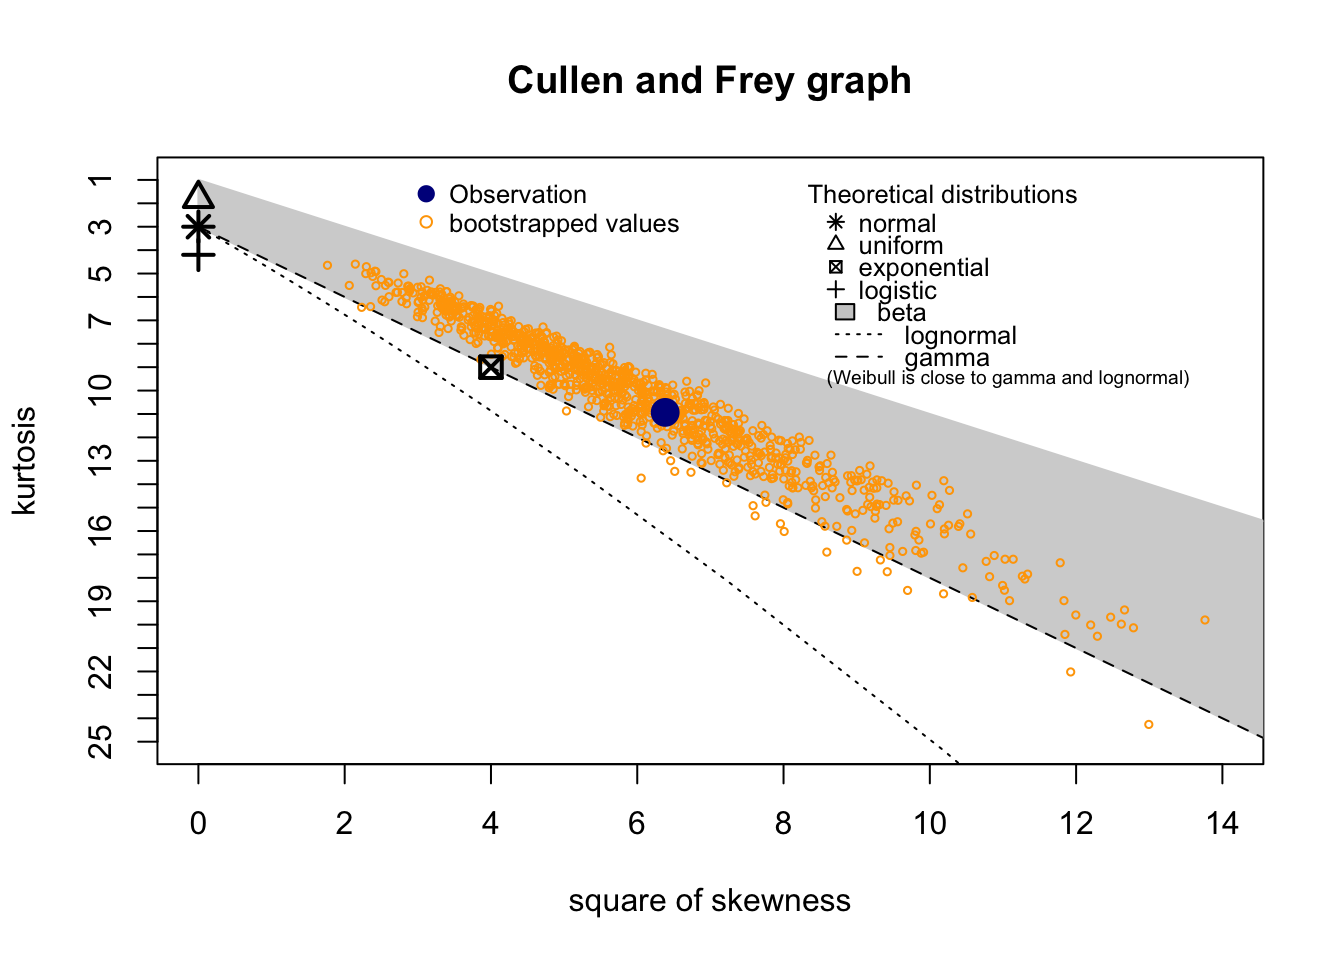 Cullen and Frey graph
kurtosis
1
3
5
7
10
13
16
19
22
25
Observation
bootstrapped values
Theoretical distributions
normal
uniform
exponential
logistic
beta
lognormal
gamma
(Weibull is close to gamma and lognormal)
0 2 4 6 8 10 12 14
square of skewness